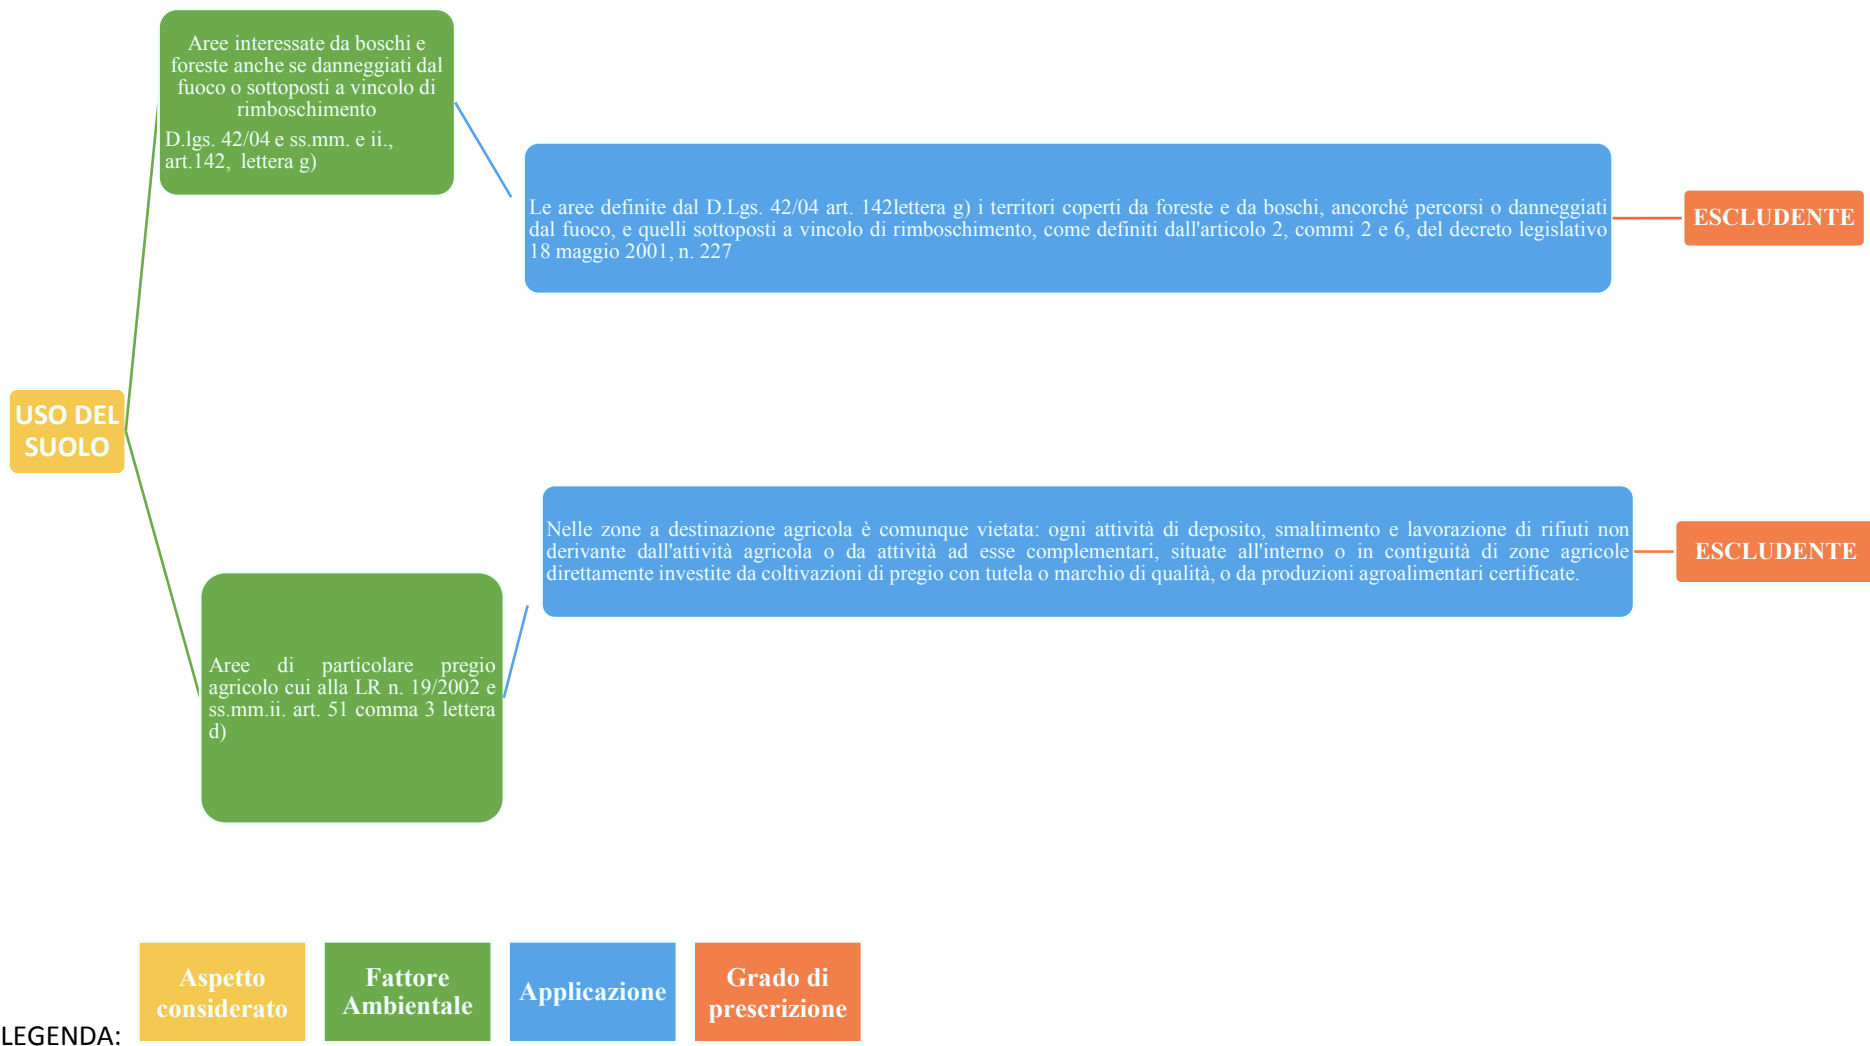 Aree interessate da boschi e
foreste anche se danneggiati dal
fuoco o sottoposti a vincolo di
rimboschimento
D.lgs. 42/04 e ss.mm. e ii.,
art.142, lettera g)
Le aree definite dal D.Lgs. 42/04 art. 142lettera g) i territori coperti da foreste e da boschi, ancorché percorsi o danneggiati
dal fuoco, e quelli sottoposti a vincolo di rimboschimento, come definiti dall'articolo 2, commi 2 e 6, del decreto legislativo
18 maggio 2001, n. 227
ESCLUDENTE
USO DEL
SUOLO
Aree di particolare pregio
agricolo cui alla LR n. 19/2002 e
ss.mm.ii. art. 51 comma 3 lettera
d)
Nelle zone a destinazione agricola è comunque vietata: ogni attività di deposito, smaltimento e lavorazione di rifiuti non
derivante dall'attività agricola o da attività ad esse complementari, situate all'interno o in contiguità di zone agricole
direttamente investite da coltivazioni di pregio con tutela o marchio di qualità, o da produzioni agroalimentari certificate.
ESCLUDENTE
LEGENDA:
Aspetto
considerato
Fattore
Ambientale
Applicazione
Grado di
prescrizione